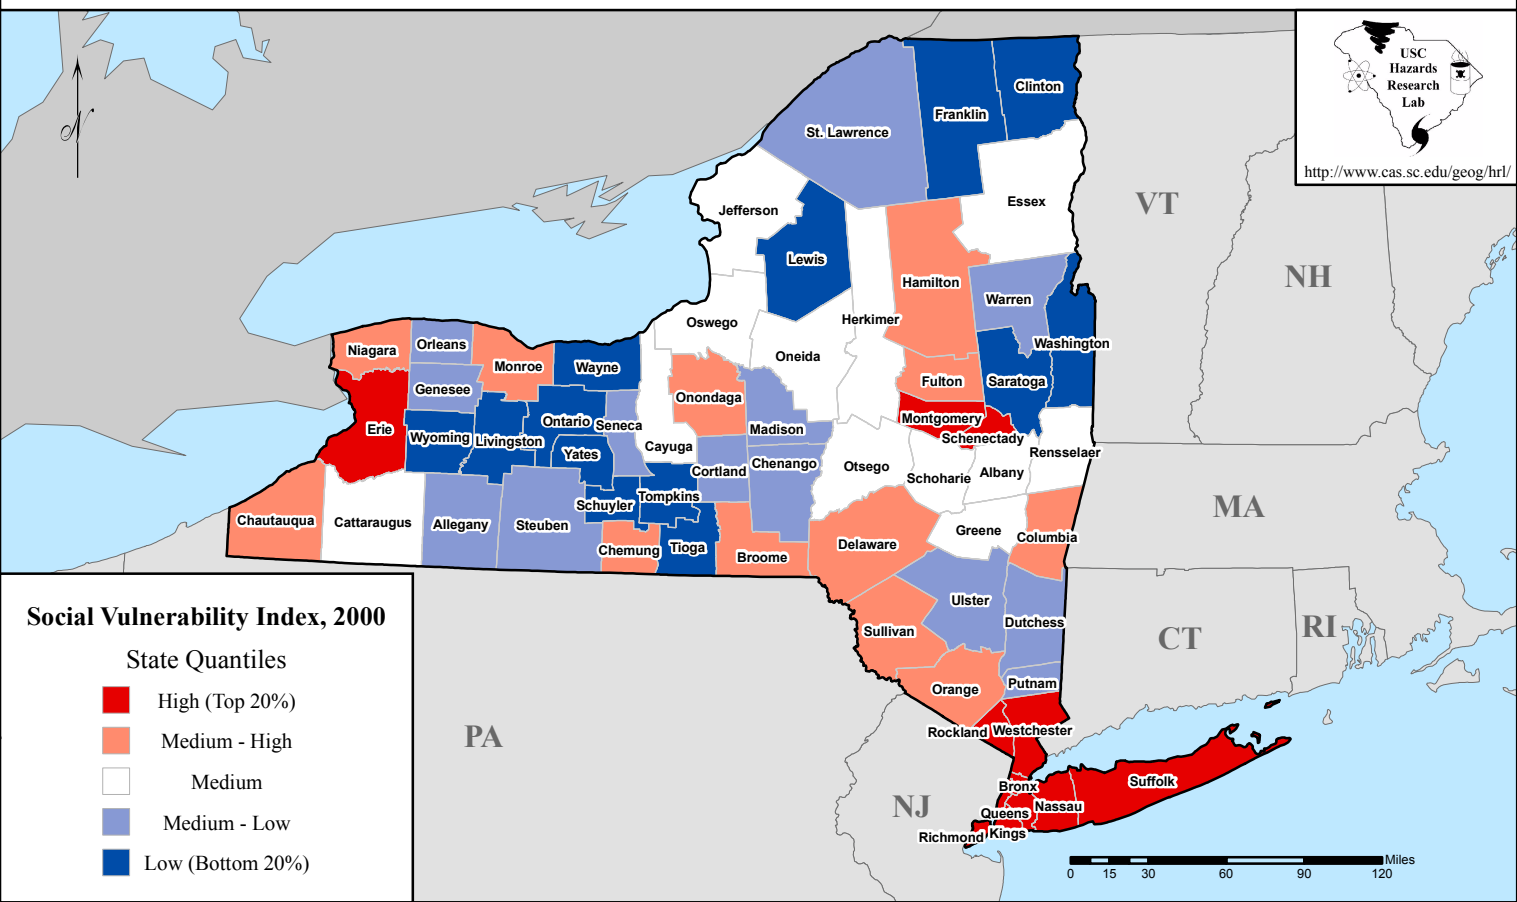 USC
Hazards
Research
Lab
http://www.cas.sc.edu/geog/hrl/
N
Clinton
Franklin
St. Lawrence
VT
Essex
Jefferson
Lewis
NH
Hamilton
Warren
Herkimer
Oswego
Washington
Orleans
Niagara
Oneida
Monroe
Wayne
Fulton
Saratoga
Genesee
Onondaga
Montgomery
Ontario
Seneca
Erie
Madison
Wyoming
Livingston
Schenectady
Cayuga
Rensselaer
Yates
Chenango
Otsego
Cortland
Albany
Schoharie
Tompkins
Schuyler
MA
Chautauqua
Cattaraugus
Allegany
Steuben
Greene
Columbia
Delaware
Chemung
Tioga
Broome
Ulster
Social Vulnerability Index, 2000
Dutchess
RI
Sullivan
CT
State Quantiles
Putnam
Orange
High (Top 20%)
Rockland
Westchester
PA
Medium - High
Medium
Suffolk
Bronx
Nassau
NJ
Queens
Medium - Low
Kings
Richmond
Low (Bottom 20%)
Miles
0 15 30 60 90 120